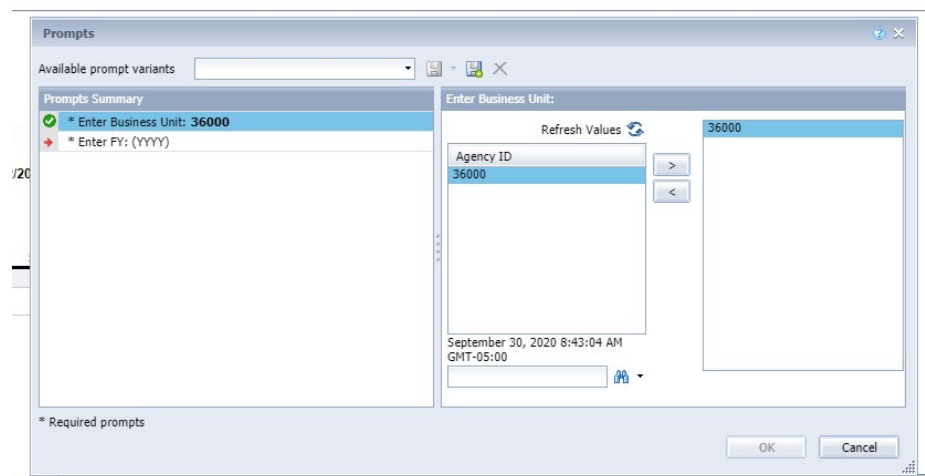 Prompts
Available prompt variants
Prompts Summary
* Enter Business Unit: 36000
* Enter FY: (YYYY)
Enter Business Unit:
Refresh Values
Agency ID
36000
September 30, 2020 8:43:04 AM
GMT-05:00
>
<
36000
* Required prompts
OK
Cancel
/20